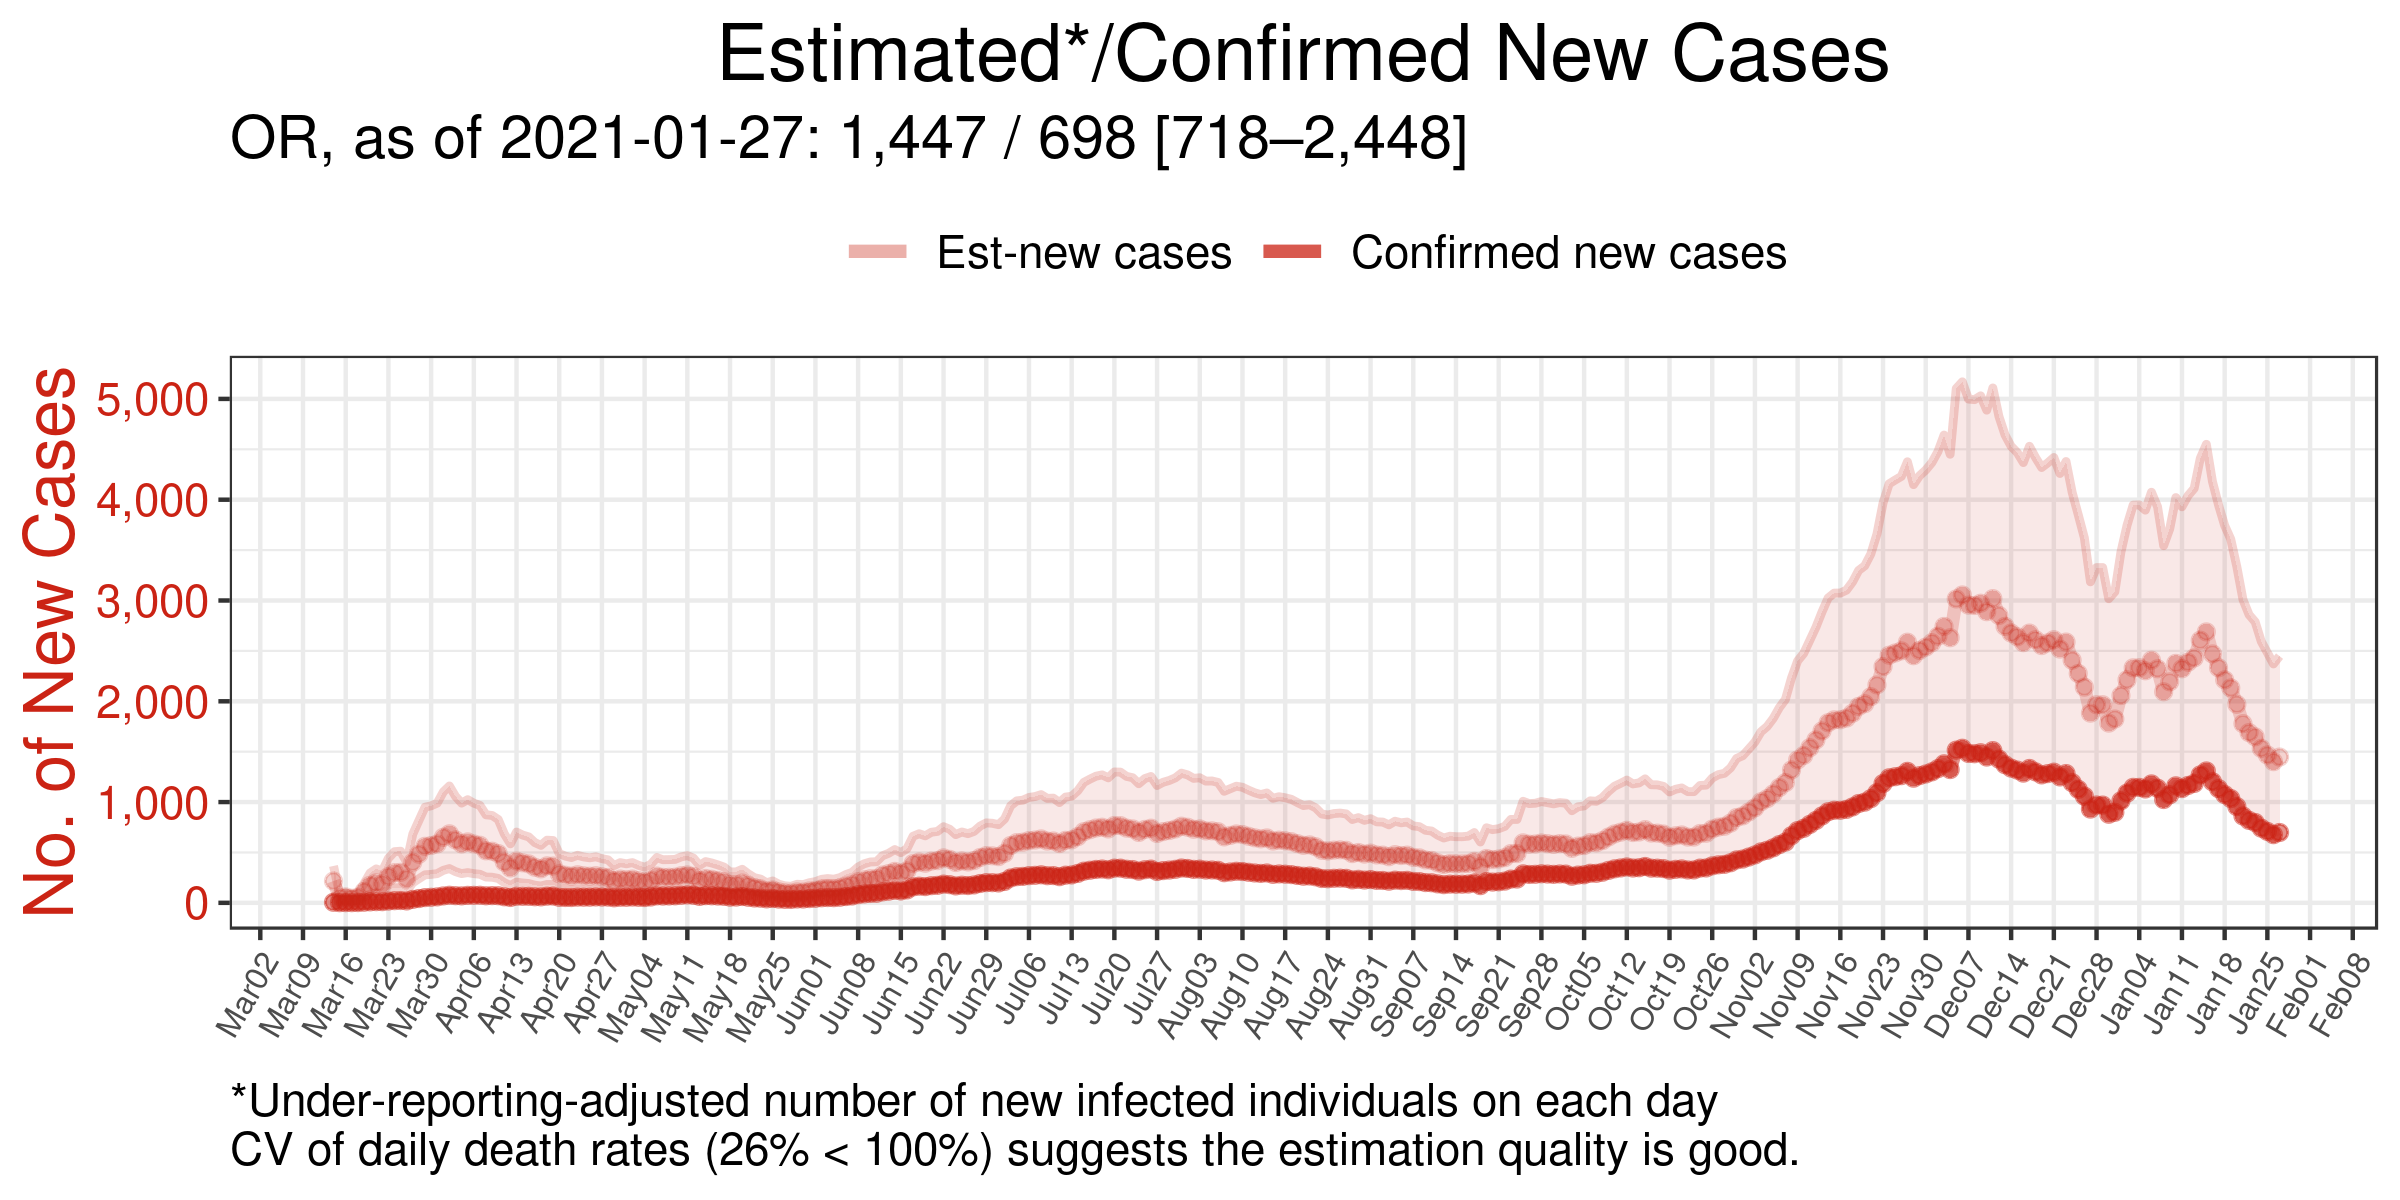 Estimated*/Confirmed New Cases
OR, as of 2021-01-27: 1,447 / 698 [718–2,448]
Est-new cases Confirmed new cases
No. of New Cases
5,000
4,000
3,000
2,000
1,000
0
Mar02 Mar09 Mar16 Mar23 Mar30 Apr06 Apr13 Apr20 Apr27 May04 May11 May18 May25 Jun01 Jun08 Jun15 Jun22 Jun29 Jul06 Jul13 Jul20 Jul27 Aug03 Aug10 Aug17 Aug24 Aug31 Sep07 Sep14 Sep21 Sep28 Oct05 Oct12 Oct19 Oct26 Nov02 Nov09 Nov16 Nov23 Nov30 Dec07 Dec14 Dec21 Dec28 Jan04 Jan11 Jan18 Jan25 Feb01 Feb08
*Under-reporting-adjusted number of new infected individuals on each day
CV of daily death rates (26% < 100%) suggests the estimation quality is good.